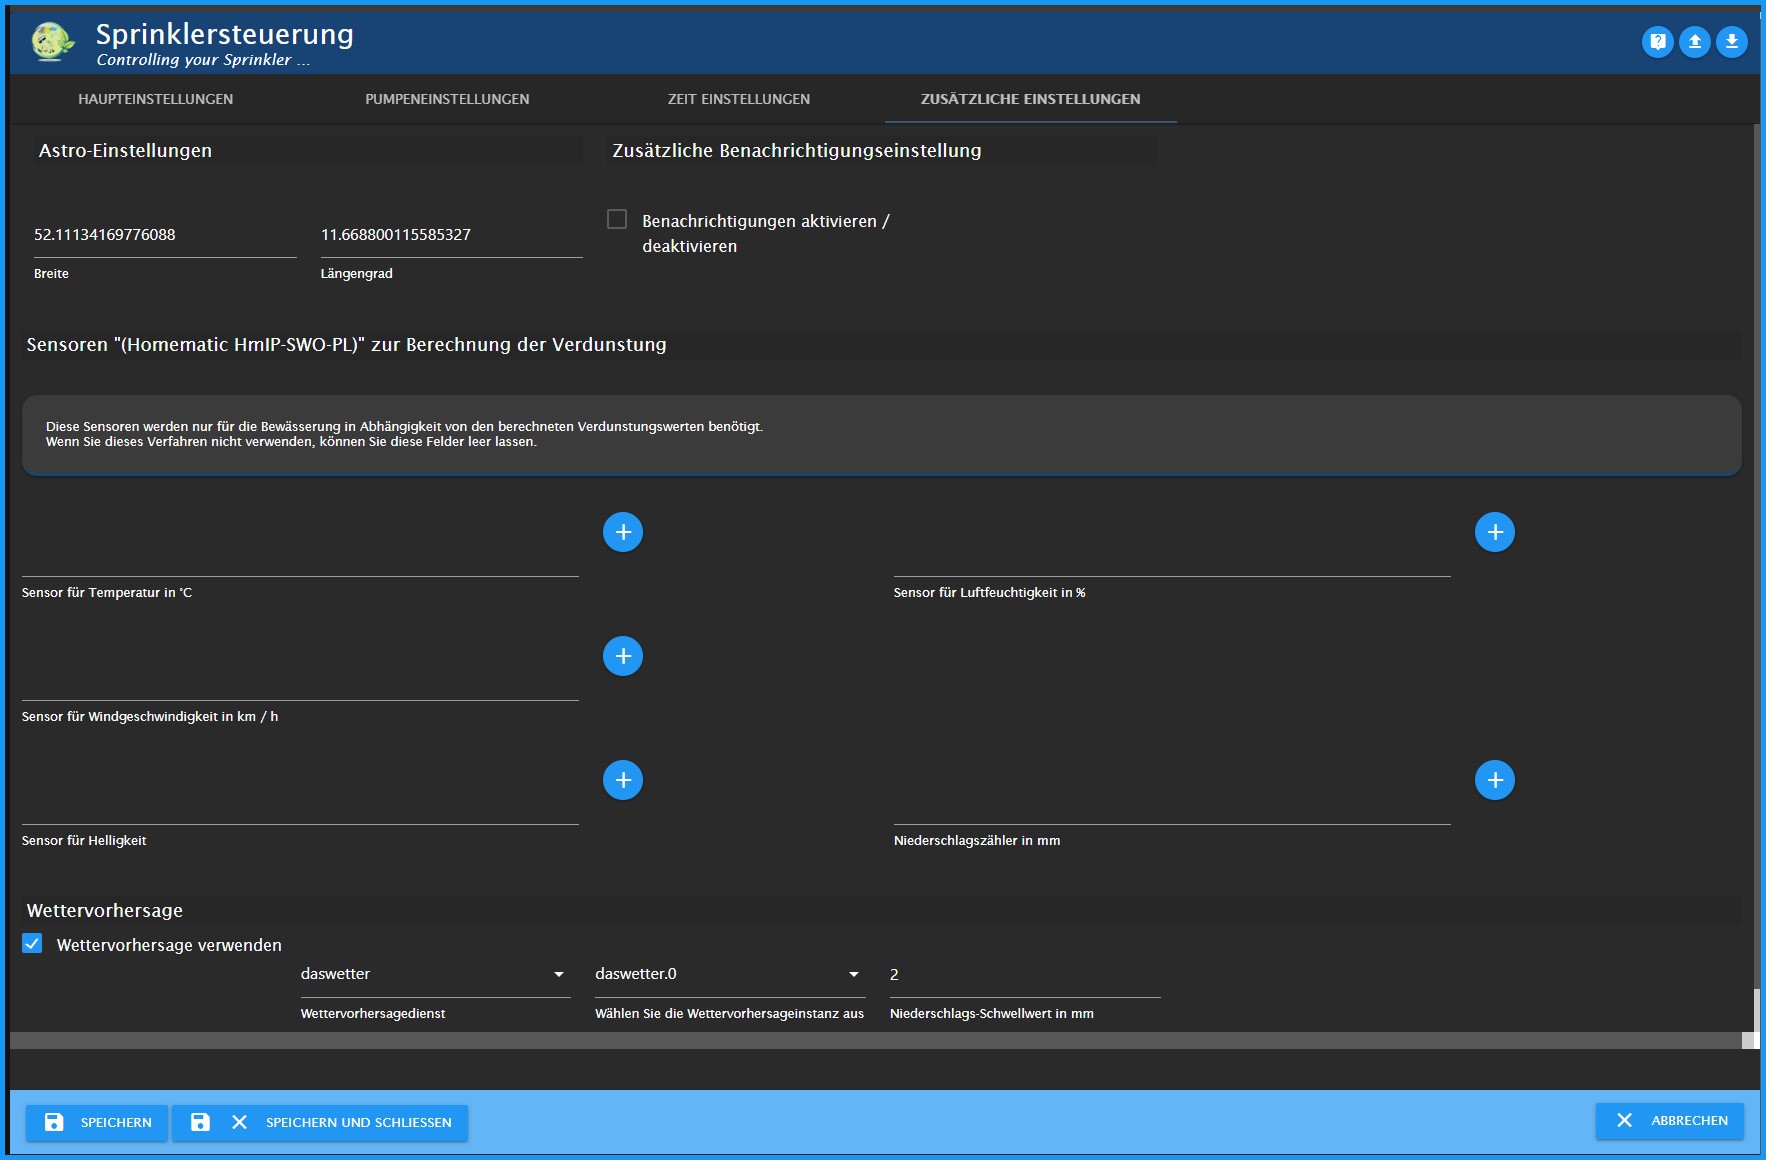 Sprinklersteuerung
Controlling your Sprinkler ...
HAUPTEINSTELLUNGEN
PUMPENEINSTELLUNGEN
ZEIT EINSTELLUNGEN
ZUSÄTZLICHE EINSTELLUNGEN
Astro-Einstellungen
Zusätzliche Benachrichtigungseinstellung
52.11134169776088
11.668800115585327
Breite
Längengrad
Benachrichtigungen aktivieren /
deaktivieren
Sensoren "(Homematic HmIP-SWO-PL)" zur Berechnung der Verdunstung
Diese Sensoren werden nur für die Bewässerung in Abhängigkeit von den berechneten Verdunstungswerten benötigt.
Wenn Sie dieses Verfahren nicht verwenden, können Sie diese Felder leer lassen.
Sensor für Temperatur in °C
Sensor für Luftfeuchtigkeit in %
Sensor für Windgeschwindigkeit in km / h
Sensor für Helligkeit
Niederschlagszähler in mm
Wettervorhersage
Wettervorhersage verwenden
daswetter
daswetter.0
2
Wettervorhersagedienst
Wählen Sie die Wettervorhersageinstanz aus
Niederschlags-Schwellwert in mm
SPEICHERN
SPEICHERN UND SCHLIESSEN
ABBRECHEN